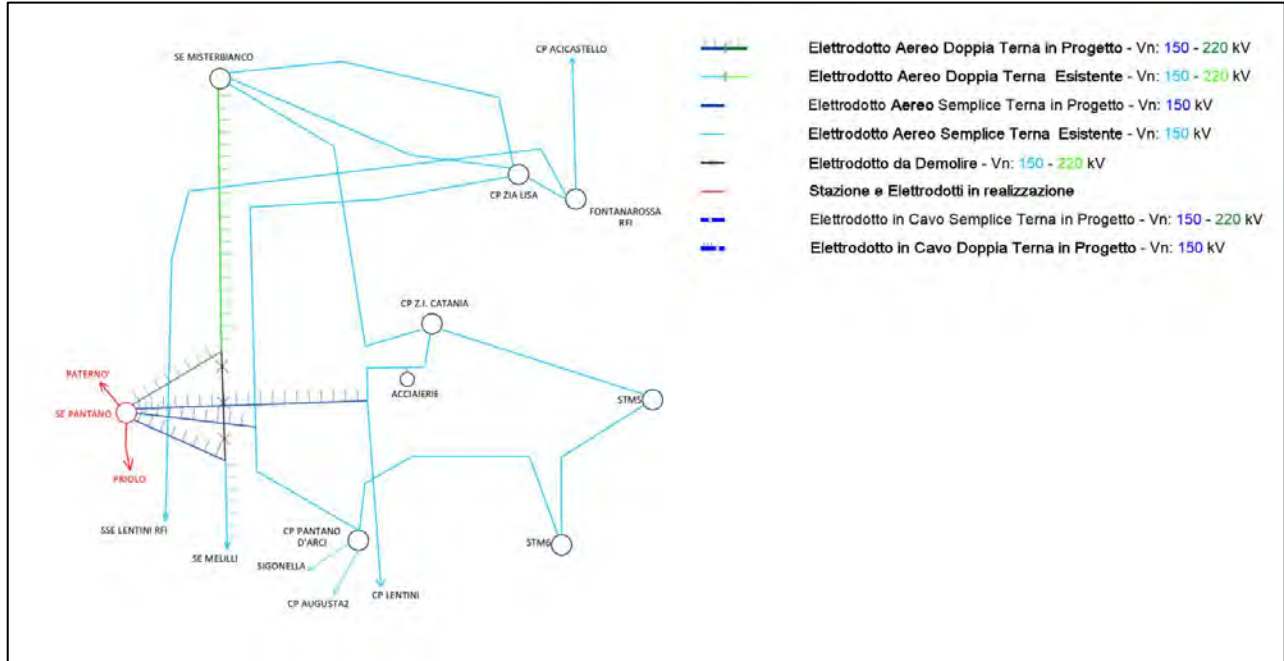 SE MISTERBIANCO
CP ACICASTELLO
CP ZIA LISA
FONTANAROSSA
RFI
CP Z.I. CATANIA
ACCIAIERIE
STM5
PATERNO'
SE PANTANO
PRIOLO
SSE LENTINI RFI
SE MELILLI
CP PANTANO
D'ARCI
SIGONELLA
CP AUGUSTA2
CP LENTINI
STM6
Elettrodotto Aereo Doppia Terna in Progetto - Vn: 150 - 220 kV
Elettrodotto Aereo Doppia Terna Esistente - Vn: 150 - 220 kV
Elettrodotto Aereo Semplice Terna in Progetto - Vn: 150 kV
Elettrodotto Aereo Semplice Terna Esistente - Vn: 150 kV
Elettrodotto da Demolire - Vn: 150 - 220 kV
Stazione e Elettrodotti in realizzazione
Elettrodotto in Cavo Semplice Terna in Progetto - Vn: 150 - 220 kV
Elettrodotto in Cavo Doppia Terna in Progetto - Vn: 150 kV